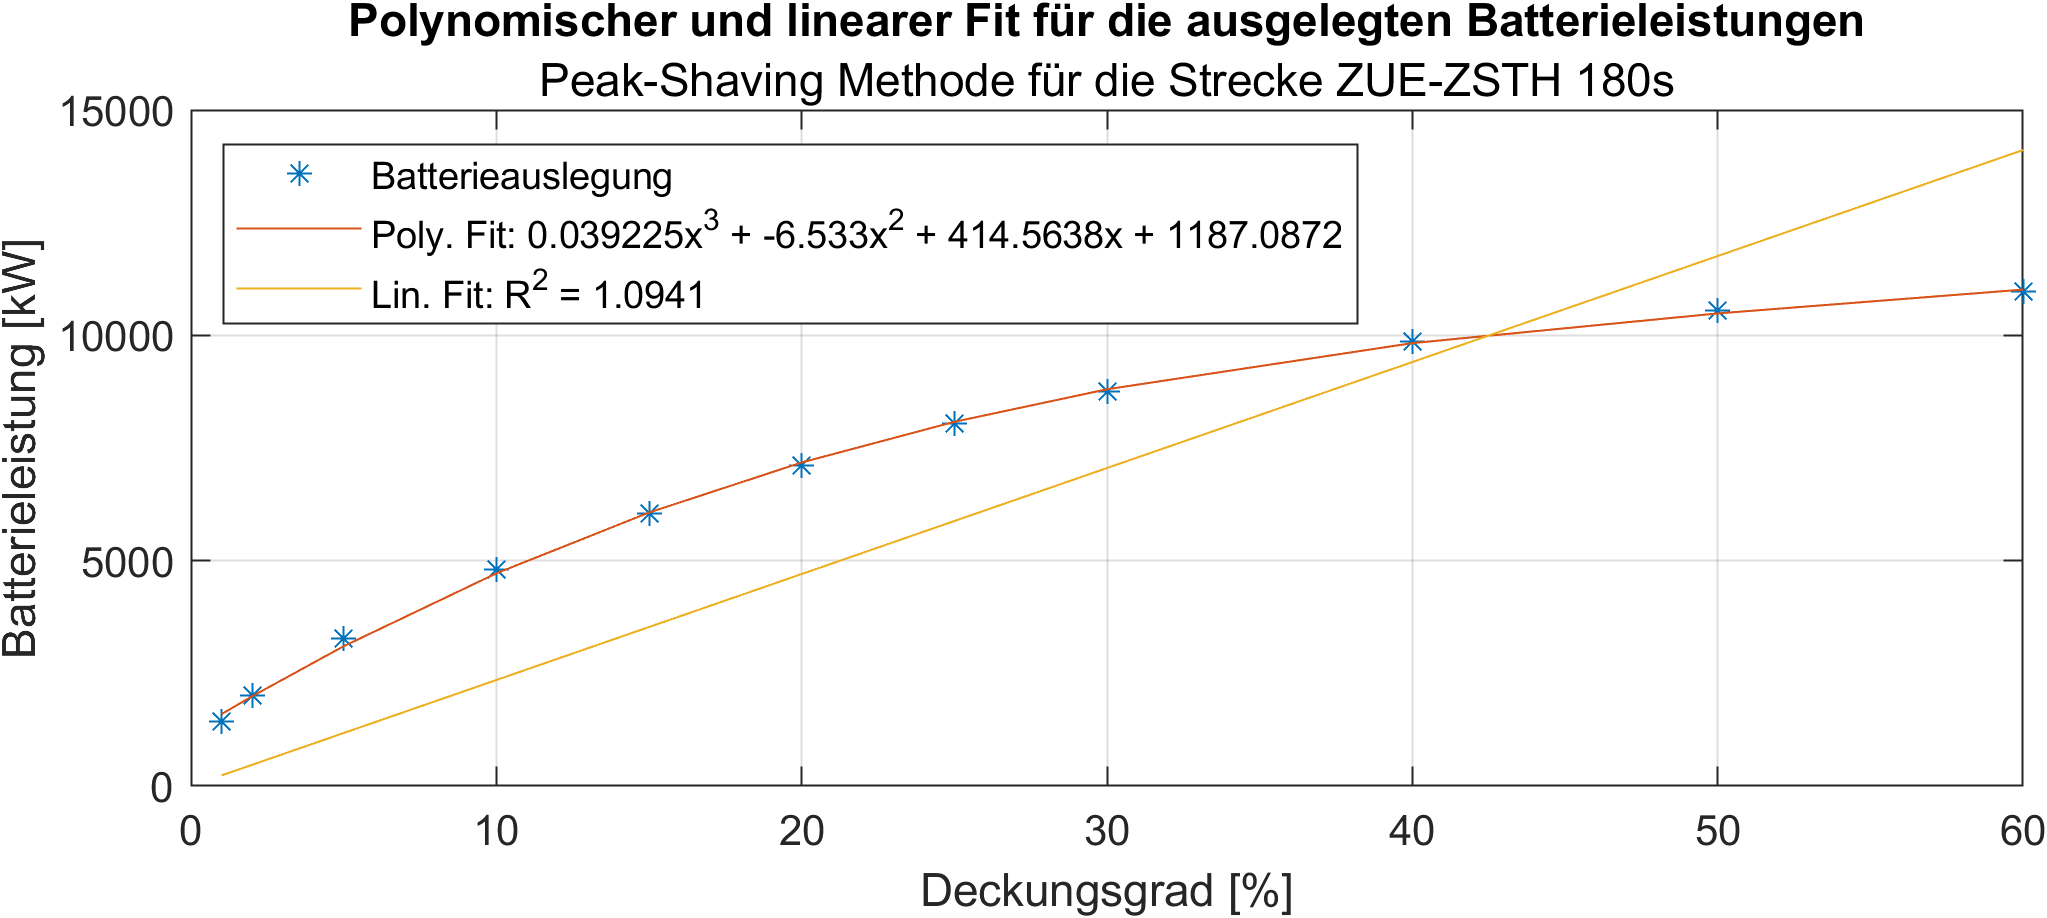 Polynomischer und linearer Fit für die ausgelegten Batterieleistungen
Peak-Shaving Methode für die Strecke ZUE-ZSTH 180s
15000
10000
5000
0
Batterieleistung [kW]
Batterieauslegung
Poly. Fit: 0.039225x³ + -6.533x² + 414.5638x + 1187.0872
Lin. Fit: R² = 1.0941
0 10 20 30 40 50 60
Deckungsgrad [%]